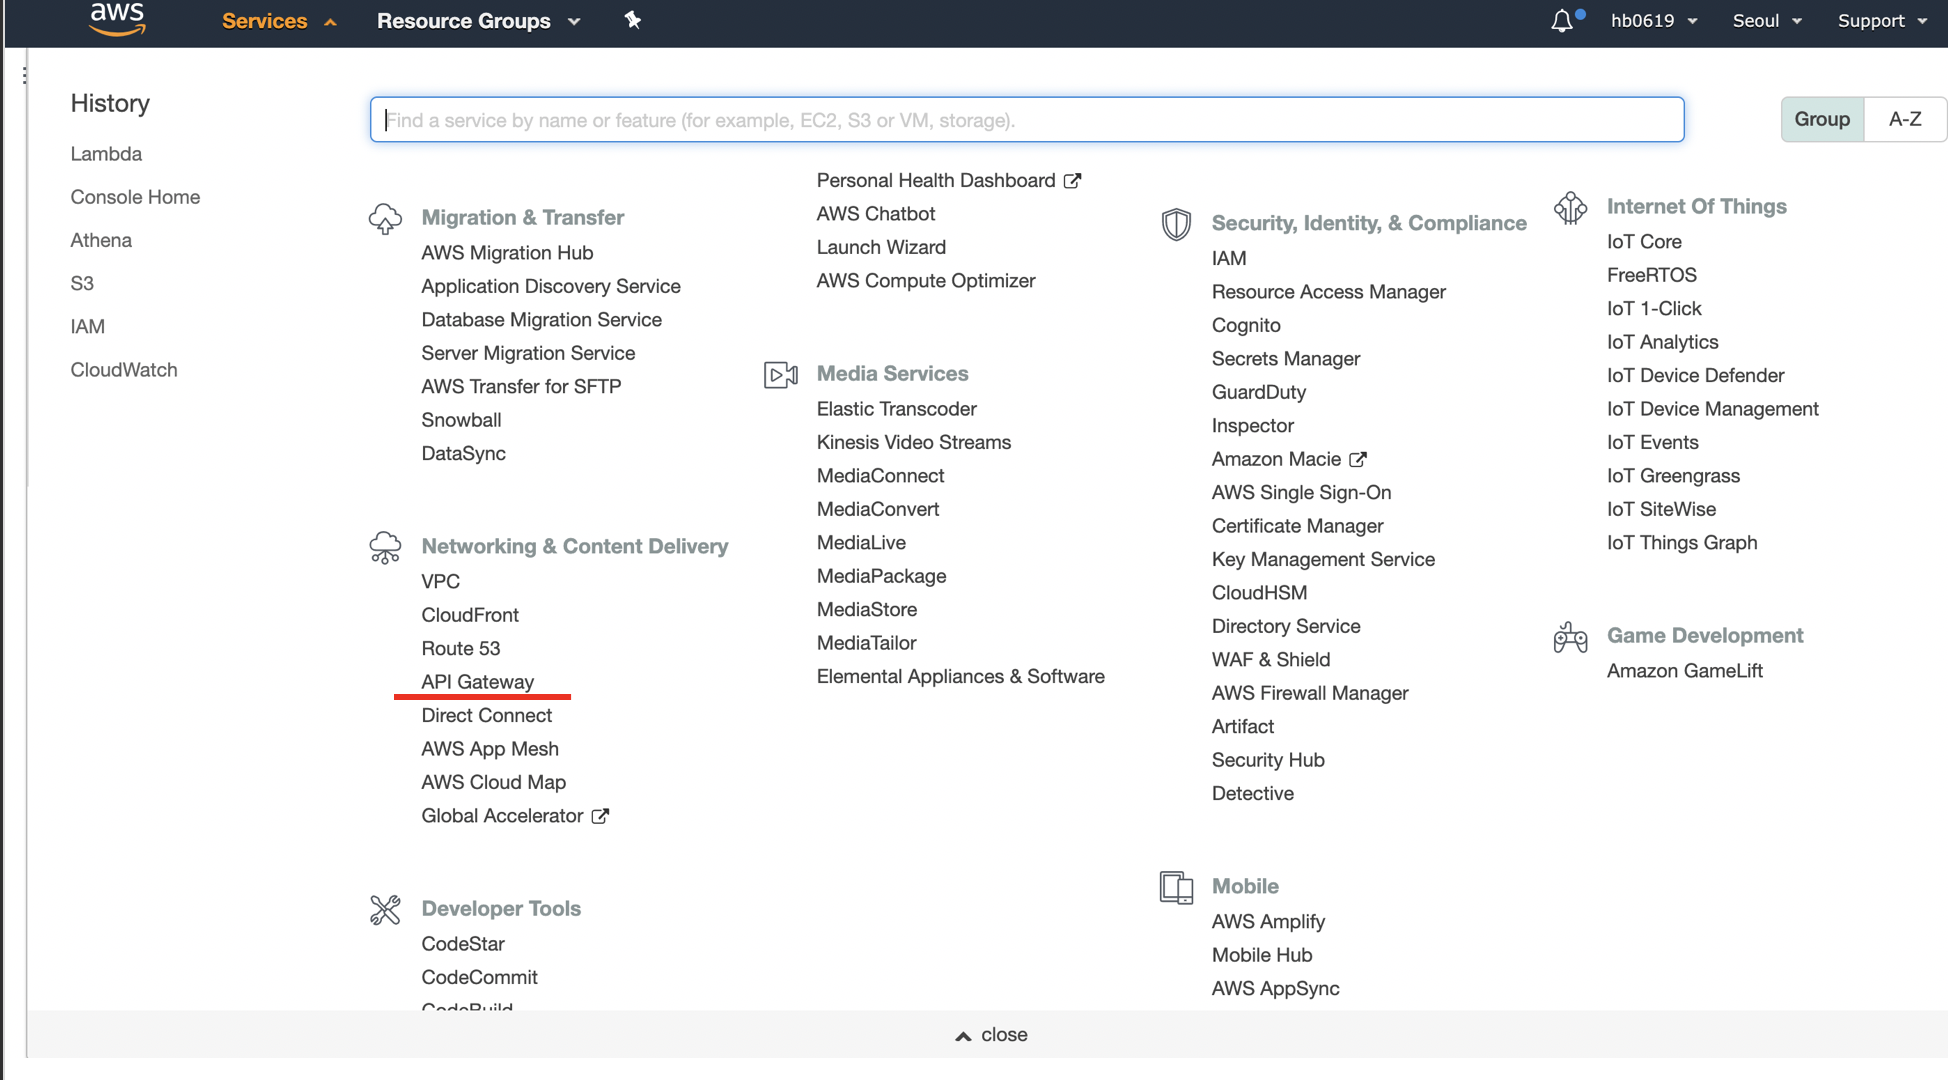 aws
Services
Resource Groups
hb0619
Seoul
Support
History
Lambda
Console Home
Athena
S3
IAM
CloudWatch
Find a service by name or feature (for example, EC2, S3 or VM, storage).
Group
A-Z
Migration & Transfer
AWS Migration Hub
Application Discovery Service
Database Migration Service
Server Migration Service
AWS Transfer for SFTP
Snowball
DataSync
Networking & Content Delivery
VPC
CloudFront
Route 53
API Gateway
Direct Connect
AWS App Mesh
AWS Cloud Map
Global Accelerator
Developer Tools
CodeStar
CodeCommit
CodeBuild
Personal Health Dashboard
AWS Chatbot
Launch Wizard
AWS Compute Optimizer
Media Services
Elastic Transcoder
Kinesis Video Streams
MediaConnect
MediaConvert
MediaLive
MediaPackage
MediaStore
MediaTailor
Elemental Appliances & Software
Security, Identity, & Compliance
IAM
Resource Access Manager
Cognito
Secrets Manager
GuardDuty
Inspector
Amazon Macie
AWS Single Sign-On
Certificate Manager
Key Management Service
CloudHSM
Directory Service
WAF & Shield
AWS Firewall Manager
Artifact
Security Hub
Detective
Mobile
AWS Amplify
Mobile Hub
AWS AppSync
Internet Of Things
IoT Core
FreeRTOS
IoT 1-Click
IoT Analytics
IoT Device Defender
IoT Device Management
IoT Events
IoT Greengrass
IoT SiteWise
IoT Things Graph
Game Development
Amazon GameLift
close